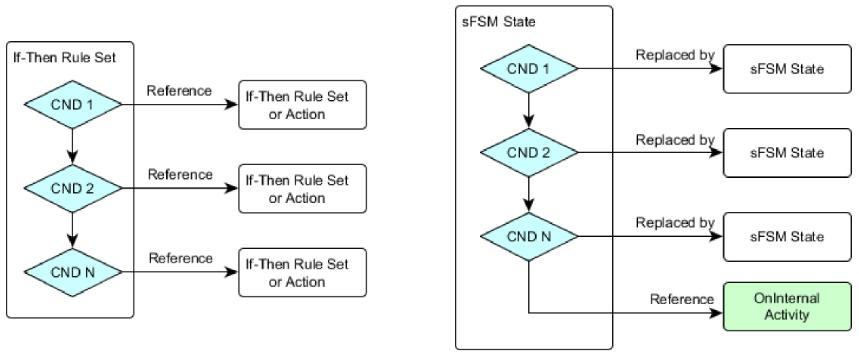 If-Then Rule Set
CND 1
Reference
If-Then Rule Set
or Action
CND 2
Reference
If-Then Rule Set
or Action
CND N
Reference
If-Then Rule Set
or Action
sFSM State
CND 1
Replaced by
sFSM State
CND 2
Replaced by
sFSM State
CND N
Replaced by
sFSM State
Reference
OnInternal
Activity